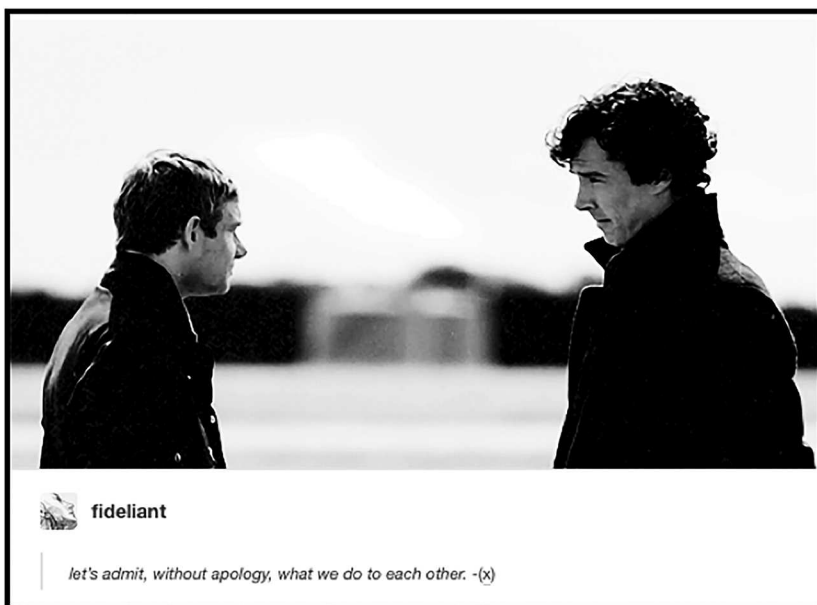 fideliant
let's admit, without apology, what we do to each other. -(x)